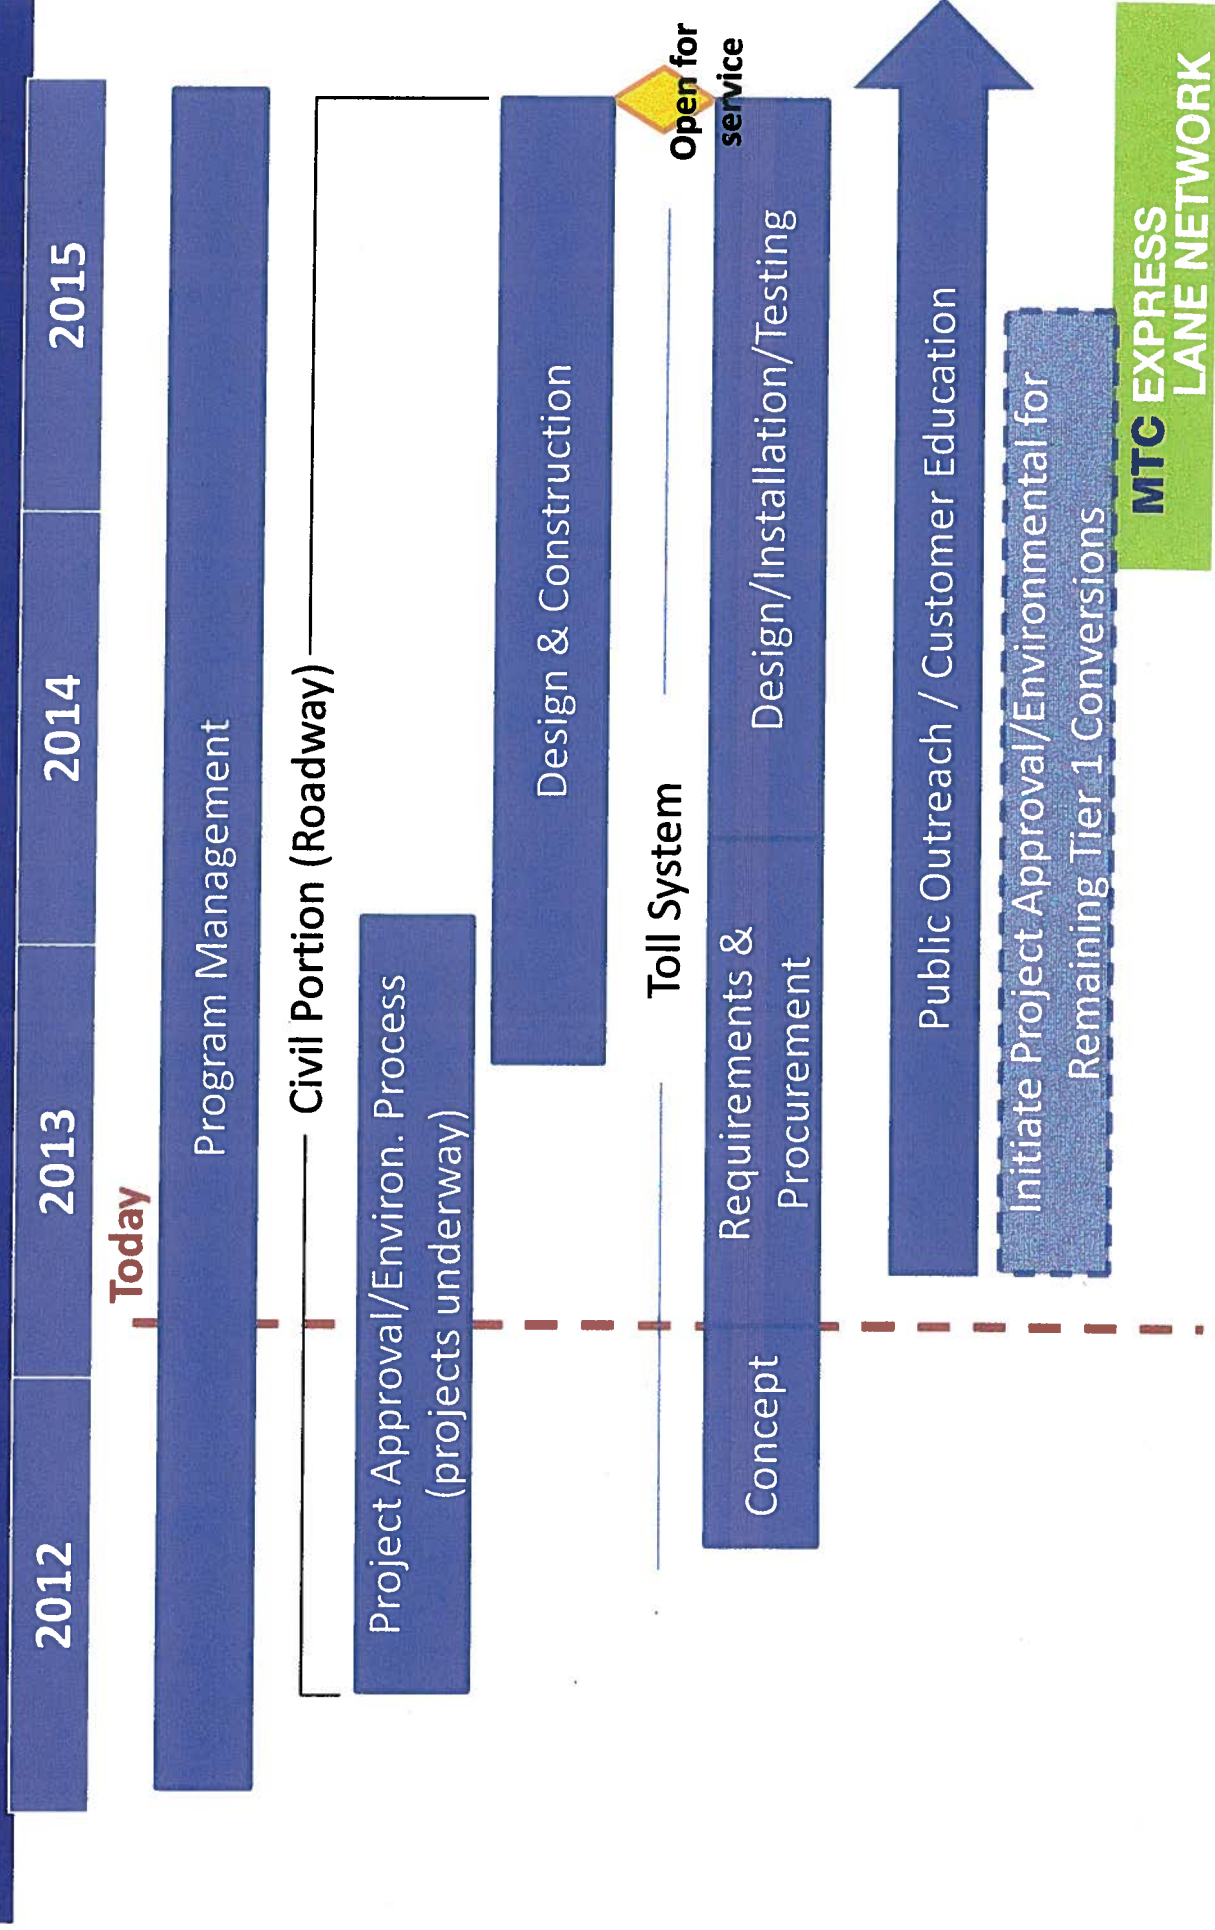 2012 2013 2014 2015
Today
Program Management
Civil Portion (Roadway)
Project Approval/Environ. Process
(projects underway)
Design & Construction
Toll System
Open for
service
Concept
Requirements &
Procurement
Design/Installation/Testing
Public Outreach / Customer Education
Initiate Project Approval/Environmental for
Remaining Tier 1 Conversions
MTC EXPRESS
LANE NETWORK